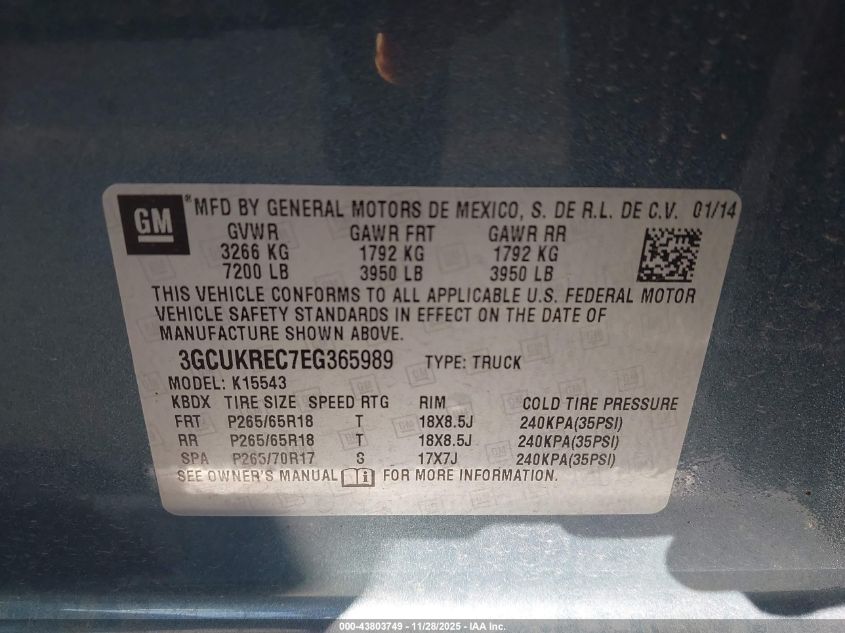 GM ® MFD BY GENERAL MOTORS DE MEXICO, S. DE R.L. DE C.V. 01/14
GVWR GAWR FRT GAWR RR
3266 KG 1792 KG 1792 KG
7200 LB 3950 LB 3950 LB
THIS VEHICLE CONFORMS TO ALL APPLICABLE U.S. FEDERAL MOTOR
VEHICLE SAFETY STANDARDS IN EFFECT ON THE DATE OF
MANUFACTURE SHOWN ABOVE.
3GCUKREC7EG365989 TYPE: TRUCK
MODEL: K15543
KBDX TIRE SIZE SPEED RTG RIM COLD TIRE PRESSURE
FRT P265/65R18 T 18X8.5J 240KPA(35PSI)
RR P265/65R18 T 18X8.5J 240KPA(35PSI)
SPA P265/70R17 S 17X7J 240KPA(35PSI)
SEE OWNER'S MANUAL FOR MORE INFORMATION.
000-43803749 - 11/28/2025 - IAA Inc.